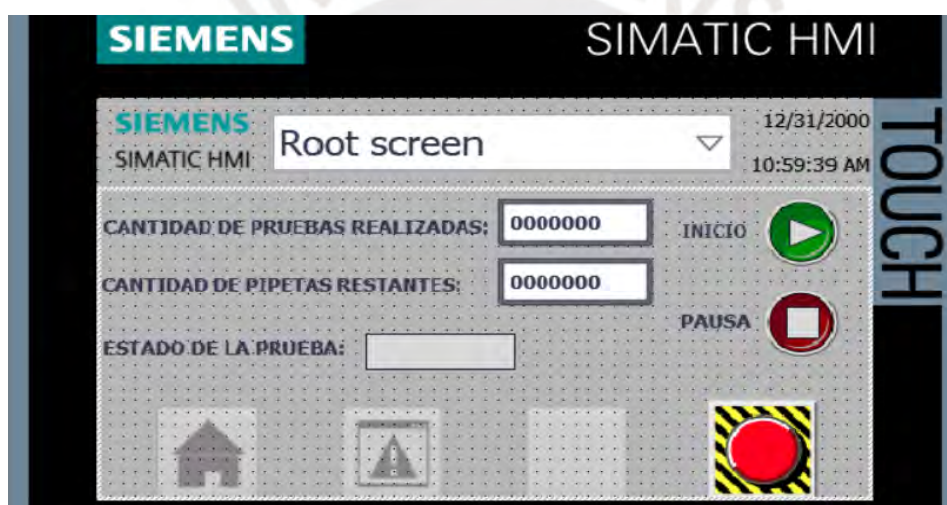 SIEMENS
SIMATIC HMI
TOUCH
SIEMENS
SIMATIC HMI
Root screen
12/31/2000
10:59:39 AM
CANTIDAD DE PRUEBAS REALIZADAS:
0000000
INICIO
CANTIDAD DE PIPETAS RESTANTES:
0000000
PAUSA
ESTADO DE LA PRUEBA: